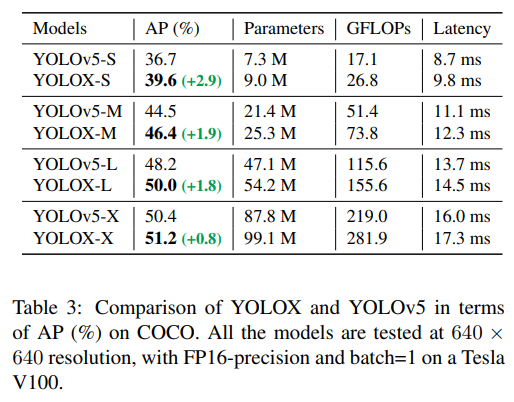 Models AP (%) Parameters GFLOPs Latency
YOLOv5-S 36.7 7.3 M 17.1 8.7 ms
YOLOX-S 39.6 (+2.9) 9.0 M 26.8 9.8 ms
YOLOv5-M 44.5 21.4 M 51.4 11.1 ms
YOLOX-M 46.4 (+1.9) 25.3 M 73.8 12.3 ms
YOLOv5-L 48.2 47.1 M 115.6 13.7 ms
YOLOX-L 50.0 (+1.8) 54.2 M 155.6 14.5 ms
YOLOv5-X 50.4 87.8 M 219.0 16.0 ms
YOLOX-X 51.2 (+0.8) 99.1 M 281.9 17.3 ms
Table 3: Comparison of YOLOX and YOLOv5 in terms
of AP (%) on COCO. All the models are tested at 640 ×
640 resolution, with FP16-precision and batch=1 on a Tesla
V100.